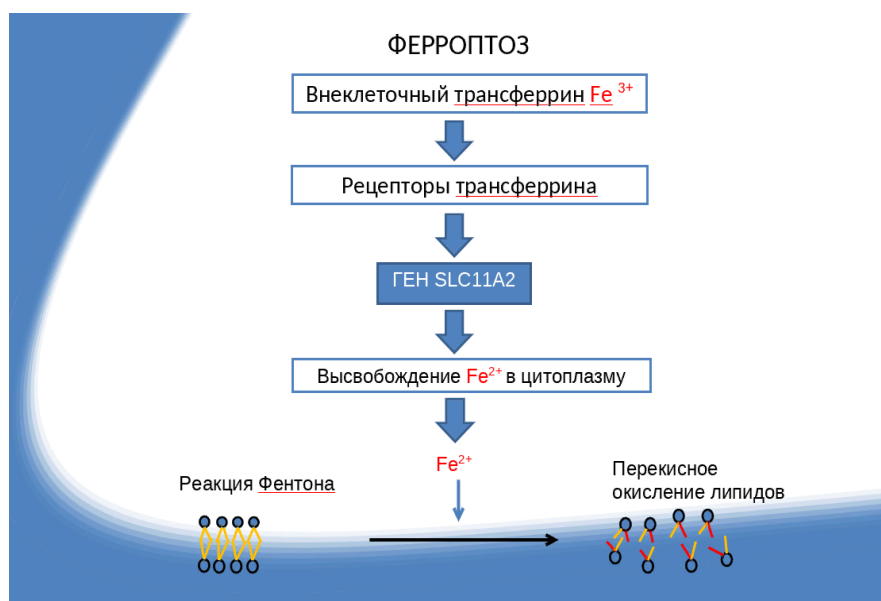 ФЕРРОПТОЗ
Внеклеточный трансферрин Fe ³⁺
Рецепторы трансферрина
ГЕН SLC11A2
Высвобождение Fe²⁺ в цитоплазму
Fe²⁺
Реакция Фентона
Перекисное
окисление липидов